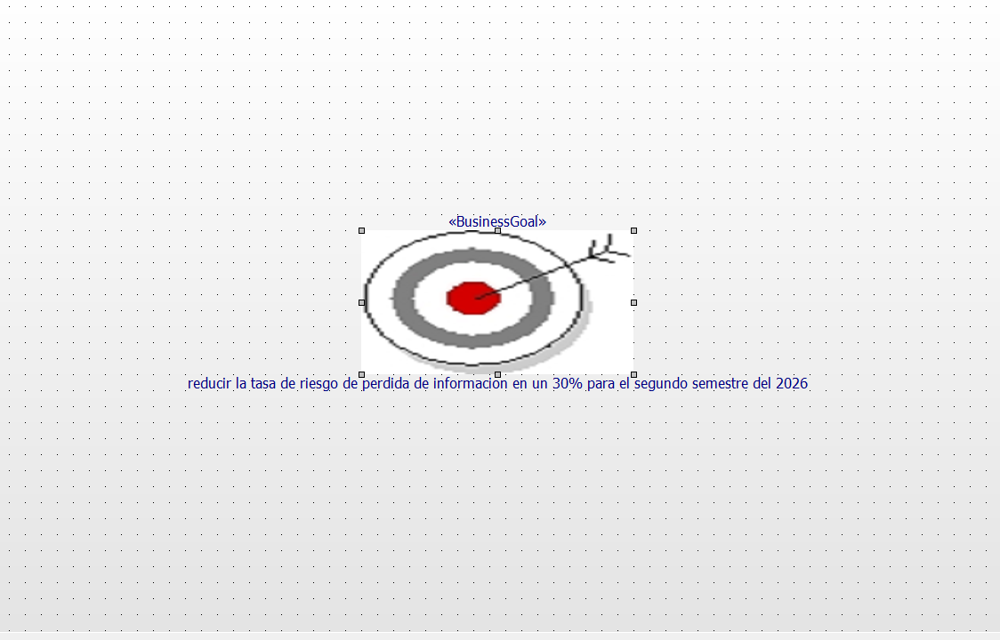 «BusinessGoal»
reducir la tasa de riesgo de perdida de informacion en un 30% para el segundo semestre del 2026